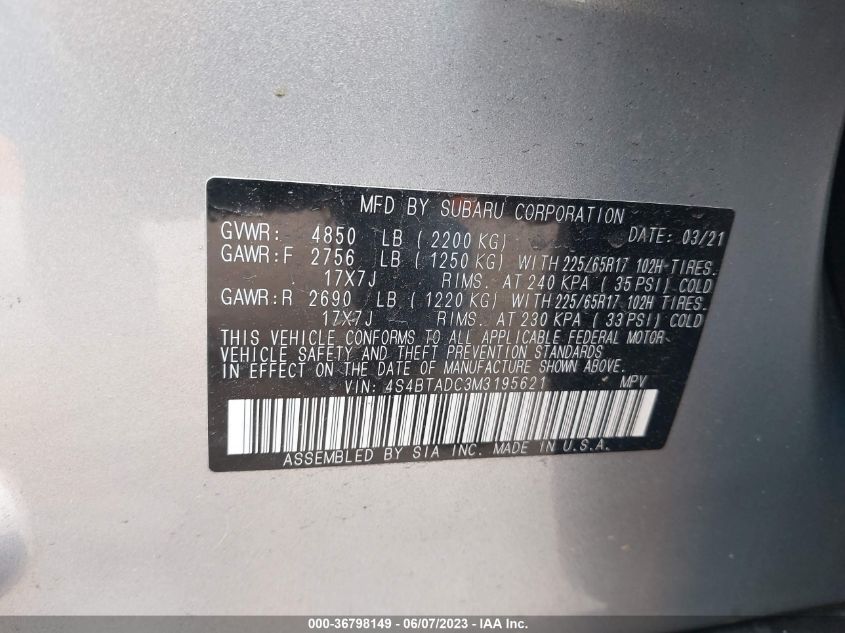 MFD BY SUBARU CORPORATION
GVWR: 4850 LB ( 2200 KG) DATE: 03/21
GAWR:F 2756 LB ( 1250 KG) WITH 225/65R17 102H TIRES.
17X7J RIMS. AT 240 KPA ( 35 PSI) COLD
GAWR:R 2690 LB ( 1220 KG) WITH 225/65R17 102H TIRES.
17X7J RIMS. AT 230 KPA ( 33 PSI) COLD
THIS VEHICLE CONFORMS TO ALL APPLICABLE FEDERAL MOTOR
VEHICLE SAFETY AND THEFT PREVENTION STANDARDS
IN EFFECT ON THE DATE OF MANUFACTURE SHOWN ABOVE.
VIN: 4S4BTADC3M3195621 MPV
ASSEMBLED BY SIA INC. MADE IN U.S.A.
000-36798149 - 06/07/2023 - IAA Inc.